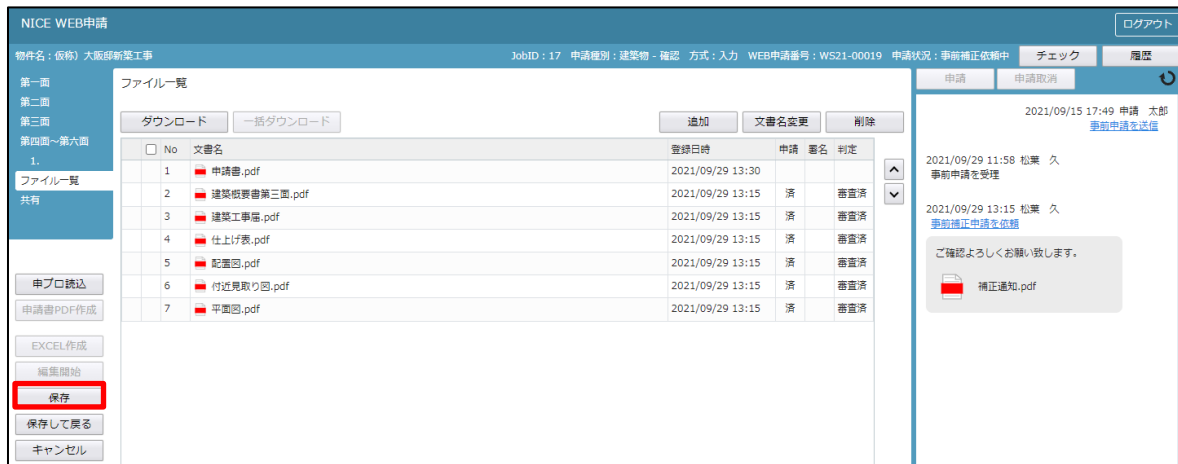 NICE WEB申請
ログアウト
物件名：仮称）大阪邸新築工事
JobID：17 申請種別：建築物 - 確認 方式：入力 WEB申請番号：WS21-00019 申請状況：事前補正依頼中
チェック
履歴
第一面
第二面
第三面
第四面～第六面
1.
ファイル一覧
共有
申プロ読込
申請書PDF作成
EXCEL作成
編集開始
保存
保存して戻る
キャンセル
ファイル一覧
ダウンロード
一括ダウンロード
追加
文書名変更
削除
No 文書名 登録日時 申請 署名 判定
1 申請書.pdf 2021/09/29 13:30
2 建築概要書第三面.pdf 2021/09/29 13:15 済 審査済
3 建築工事届.pdf 2021/09/29 13:15 済 審査済
4 仕上げ表.pdf 2021/09/29 13:15 済 審査済
5 配置図.pdf 2021/09/29 13:15 済 審査済
6 付近見取り図.pdf 2021/09/29 13:15 済 審査済
7 平面図.pdf 2021/09/29 13:15 済 審査済
申請
申請取消
2021/09/15 17:49 申請 太郎
事前申請を送信
2021/09/29 11:58 松葉 久
事前申請を受理
2021/09/29 13:15 松葉 久
事前補正申請を依頼
ご確認よろしくお願い致します。
補正通知.pdf